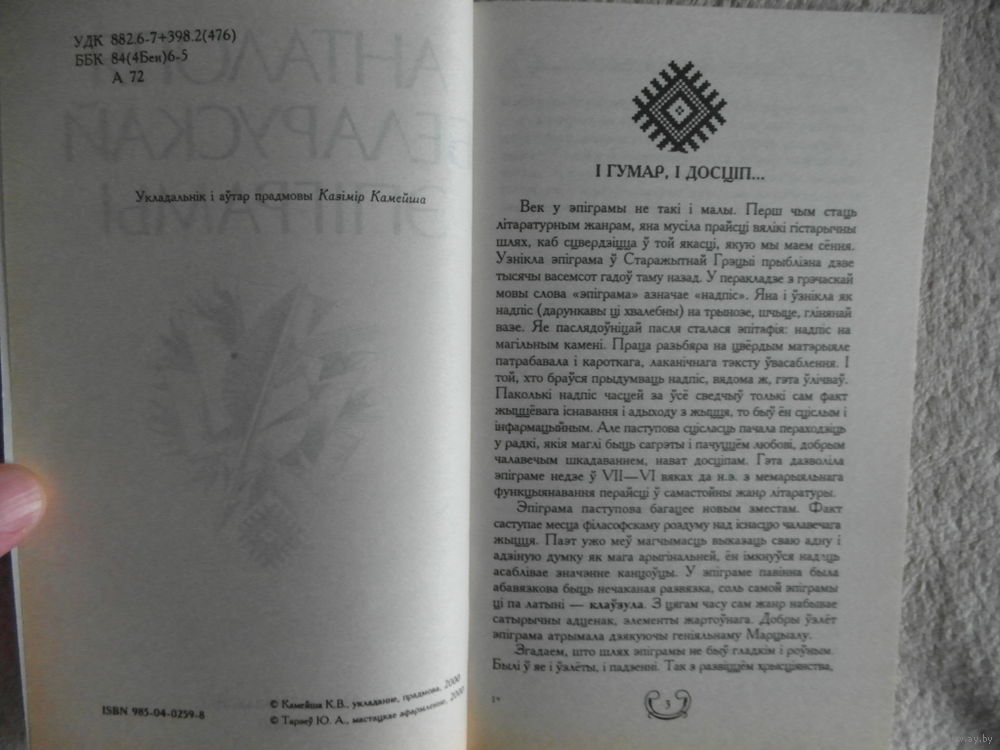 УДК 882.6-7+398.2(476)
ББК 84(4Беи)6-5
А 72
Укладальнік і аўтар прадмовы Казімір Камейша
ISBN 985-04-0259-8
© Камейша К.В., укладанне, прадмова, 2000
© Тарэеў Ю. А., мастацкае афармленне, 2000
І ГУМАР, І ДОСЦІП...
Век у эпіграмы не такі і малы. Перш чым стаць
літаратурным жанрам, яна мусіла прайсці вялікі гістарычны
шлях, каб сцвердзіцца ў той якасці, якую мы маем сёння.
Узнікла эпіграма ў Старажытнай Грэцыі прыблізна дзве
тысячы васемсот гадоў таму назад. У перакладзе з грэчаскай
мовы слова «эпіграма» азначае «надпіс». Яна і ўзнікла як
надпіс (дарункавы ці хвалебны) на трынозе, шчыце, глінянай
вазе. Яе паслядоўніцай пасля сталася эпітафія: надпіс на
магільным камені. Праца разьбяра на цвёрдым матэрыяле
патрабавала і кароткага, лаканічнага тэксту ўвасаблення. І
той, хто браўся прыдумваць надпіс, вядома ж, гэта ўлічваў.
Паколькі надпіс часцей за ўсё сведчыў толькі сам факт
жыццёвага існавання і адыходу з жыцця, то быў ён сціслым і
інфармацыйным. Але паступова сцісласць пачала пераходзіць
у радкі, якія маглі быць сагрэты і пачуццём любові, добрым
чалавечым шкадаваннем, нават досціпам. Гэта дазволіла
эпіграме недзе ў VII—VI вяках да н.э. з мемарыяльнага
функцыянавання перайсці ў самастойны жанр літаратуры.
Эпіграма паступова багацее новым зместам. Факт
саступае месца філасофскаму роздуму над існасцю чалавечага
жыцця. Паэт ужо меў магчымасць выказаць сваю адну і
адзіную думку як мага арыгінальней, ён імкнуўся надаць
асаблівае значэнне канцоўцы. У эпіграме павінна была
абавязкова быць нечаканая развязка, соль самой эпіграмы
ці па латыні — клаўзула. З цягам часу сам жанр набывае
сатырычны адценак, элементы жартоўнага. Добры ўзлёт
эпіграма атрымала дзякуючы геніяльнаму Марцыалу.
Згадаем, што шлях эпіграмы не быў гладкім і роўным.
Былі ў яе і ўзлёты, і падзенні. Так з развіццём хрысціянства,
1*
3